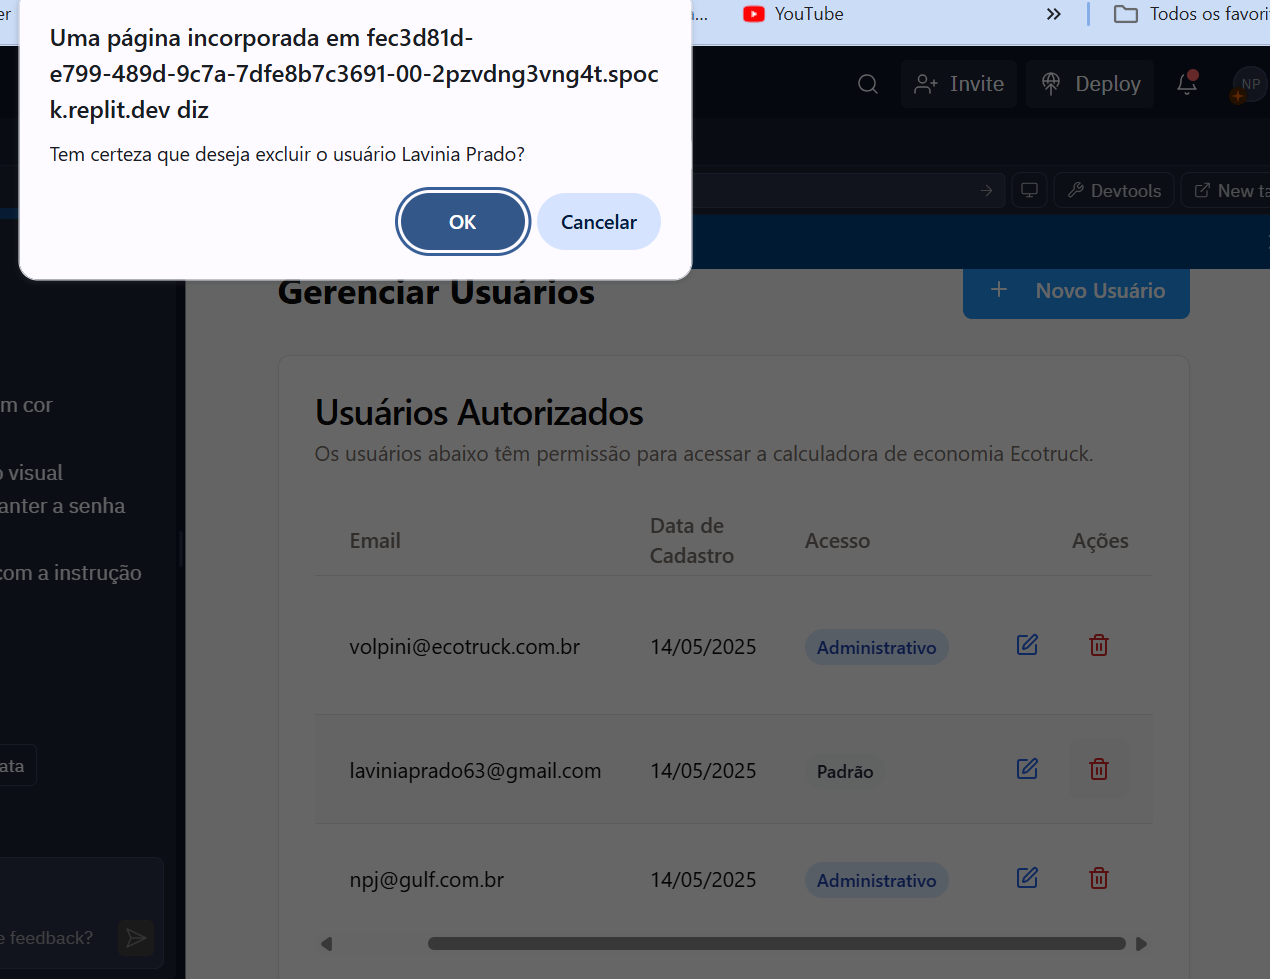 er
YouTube
»
Todos os favori
Uma página incorporada em fec3d81d-
e799-489d-9c7a-7dfe8b7c3691-00-2pzvdng3vng4t.spoc
k.replit.dev diz
Tem certeza que deseja excluir o usuário Lavinia Prado?
OK
Cancelar
Invite
Deploy
NP
Devtools
New ta
Gerenciar Usuários
+ Novo Usuário
m cor
o visual
anter a senha
com a instrução
ata
e feedback?
Usuários Autorizados
Os usuários abaixo têm permissão para acessar a calculadora de economia Ecotruck.
Email
Data de
Cadastro
Acesso
Ações
volpini@ecotruck.com.br 14/05/2025 Administrativo
laviniaprado63@gmail.com 14/05/2025 Padrão
npj@gulf.com.br 14/05/2025 Administrativo